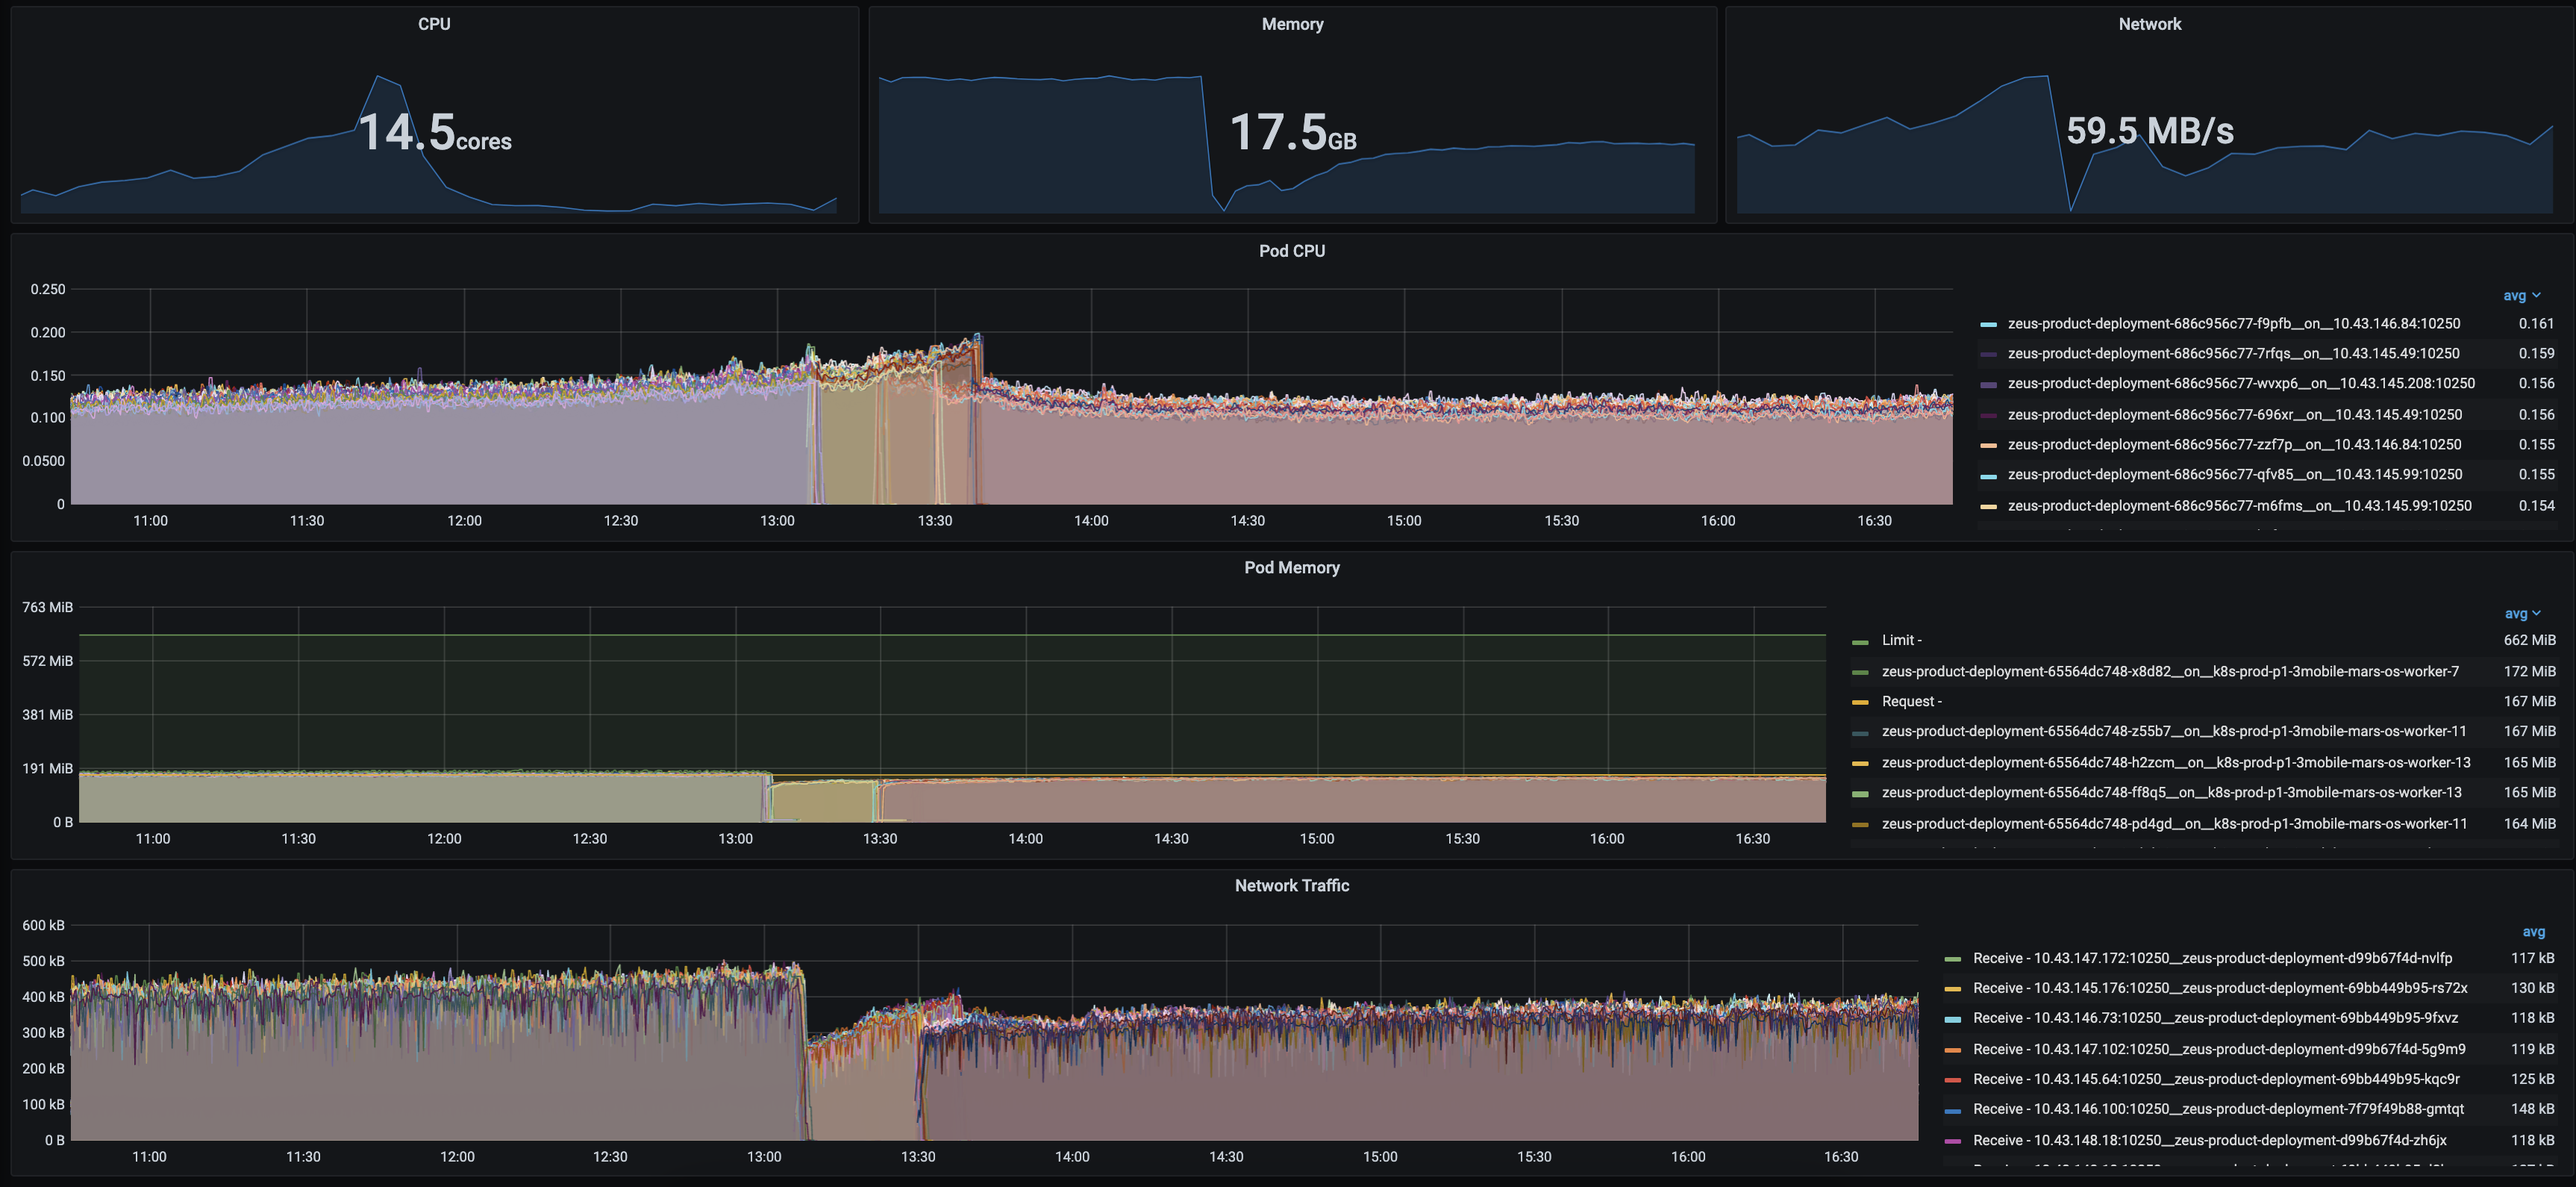 CPU
14.5cores
Memory
17.5GB
Network
59.5 MB/s
Pod CPU
0.250
0.200
0.150
0.100
0.0500
0
11:00 11:30 12:00 12:30 13:00 13:30 14:00 14:30 15:00 15:30 16:00 16:30
avg
zeus-product-deployment-686c956c77-f9pfb__on__10.43.146.84:10250 0.161
zeus-product-deployment-686c956c77-7rfqs__on__10.43.145.49:10250 0.159
zeus-product-deployment-686c956c77-wvxp6__on__10.43.145.208:10250 0.156
zeus-product-deployment-686c956c77-696xr__on__10.43.145.49:10250 0.156
zeus-product-deployment-686c956c77-zzf7p__on__10.43.146.84:10250 0.155
zeus-product-deployment-686c956c77-qfv85__on__10.43.145.99:10250 0.155
zeus-product-deployment-686c956c77-m6fms__on__10.43.145.99:10250 0.154
Pod Memory
763 MiB
572 MiB
381 MiB
191 MiB
0 B
11:00 11:30 12:00 12:30 13:00 13:30 14:00 14:30 15:00 15:30 16:00 16:30
avg
Limit - 662 MiB
zeus-product-deployment-65564dc748-x8d82__on__k8s-prod-p1-3mobile-mars-os-worker-7 172 MiB
Request - 167 MiB
zeus-product-deployment-65564dc748-z55b7__on__k8s-prod-p1-3mobile-mars-os-worker-11 167 MiB
zeus-product-deployment-65564dc748-h2zcm__on__k8s-prod-p1-3mobile-mars-os-worker-13 165 MiB
zeus-product-deployment-65564dc748-ff8q5__on__k8s-prod-p1-3mobile-mars-os-worker-13 165 MiB
zeus-product-deployment-65564dc748-pd4gd__on__k8s-prod-p1-3mobile-mars-os-worker-11 164 MiB
Network Traffic
600 kB
500 kB
400 kB
300 kB
200 kB
100 kB
0 B
11:00 11:30 12:00 12:30 13:00 13:30 14:00 14:30 15:00 15:30 16:00 16:30
avg
Receive - 10.43.147.172:10250__zeus-product-deployment-d99b67f4d-nvlfp 117 kB
Receive - 10.43.145.176:10250__zeus-product-deployment-69bb449b95-rs72x 130 kB
Receive - 10.43.146.73:10250__zeus-product-deployment-69bb449b95-9fxvz 118 kB
Receive - 10.43.147.102:10250__zeus-product-deployment-d99b67f4d-5g9m9 119 kB
Receive - 10.43.145.64:10250__zeus-product-deployment-69bb449b95-kqc9r 125 kB
Receive - 10.43.146.100:10250__zeus-product-deployment-7f79f49b88-gmtqt 148 kB
Receive - 10.43.148.18:10250__zeus-product-deployment-d99b67f4d-zh6jx 118 kB